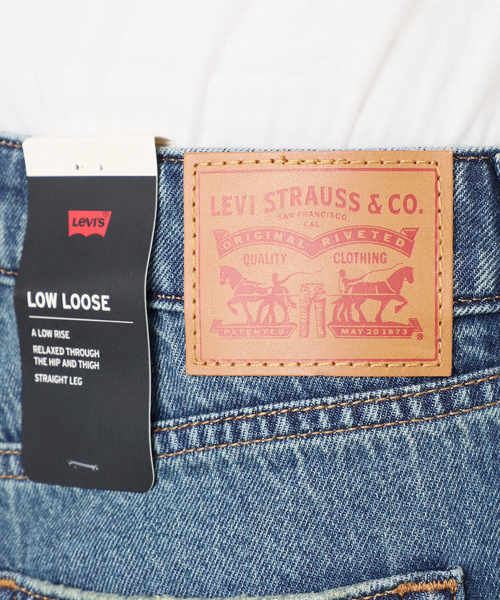 Levi's
LOW LOOSE
A LOW RISE
RELAXED THROUGH
THE HIP AND THIGH
STRAIGHT LEG
LEVI STRAUSS & CO.
SAN FRANCISCO
CAL.
ORIGINAL RIVETED
QUALITY CLOTHING
PATENTED MAY 20 1873